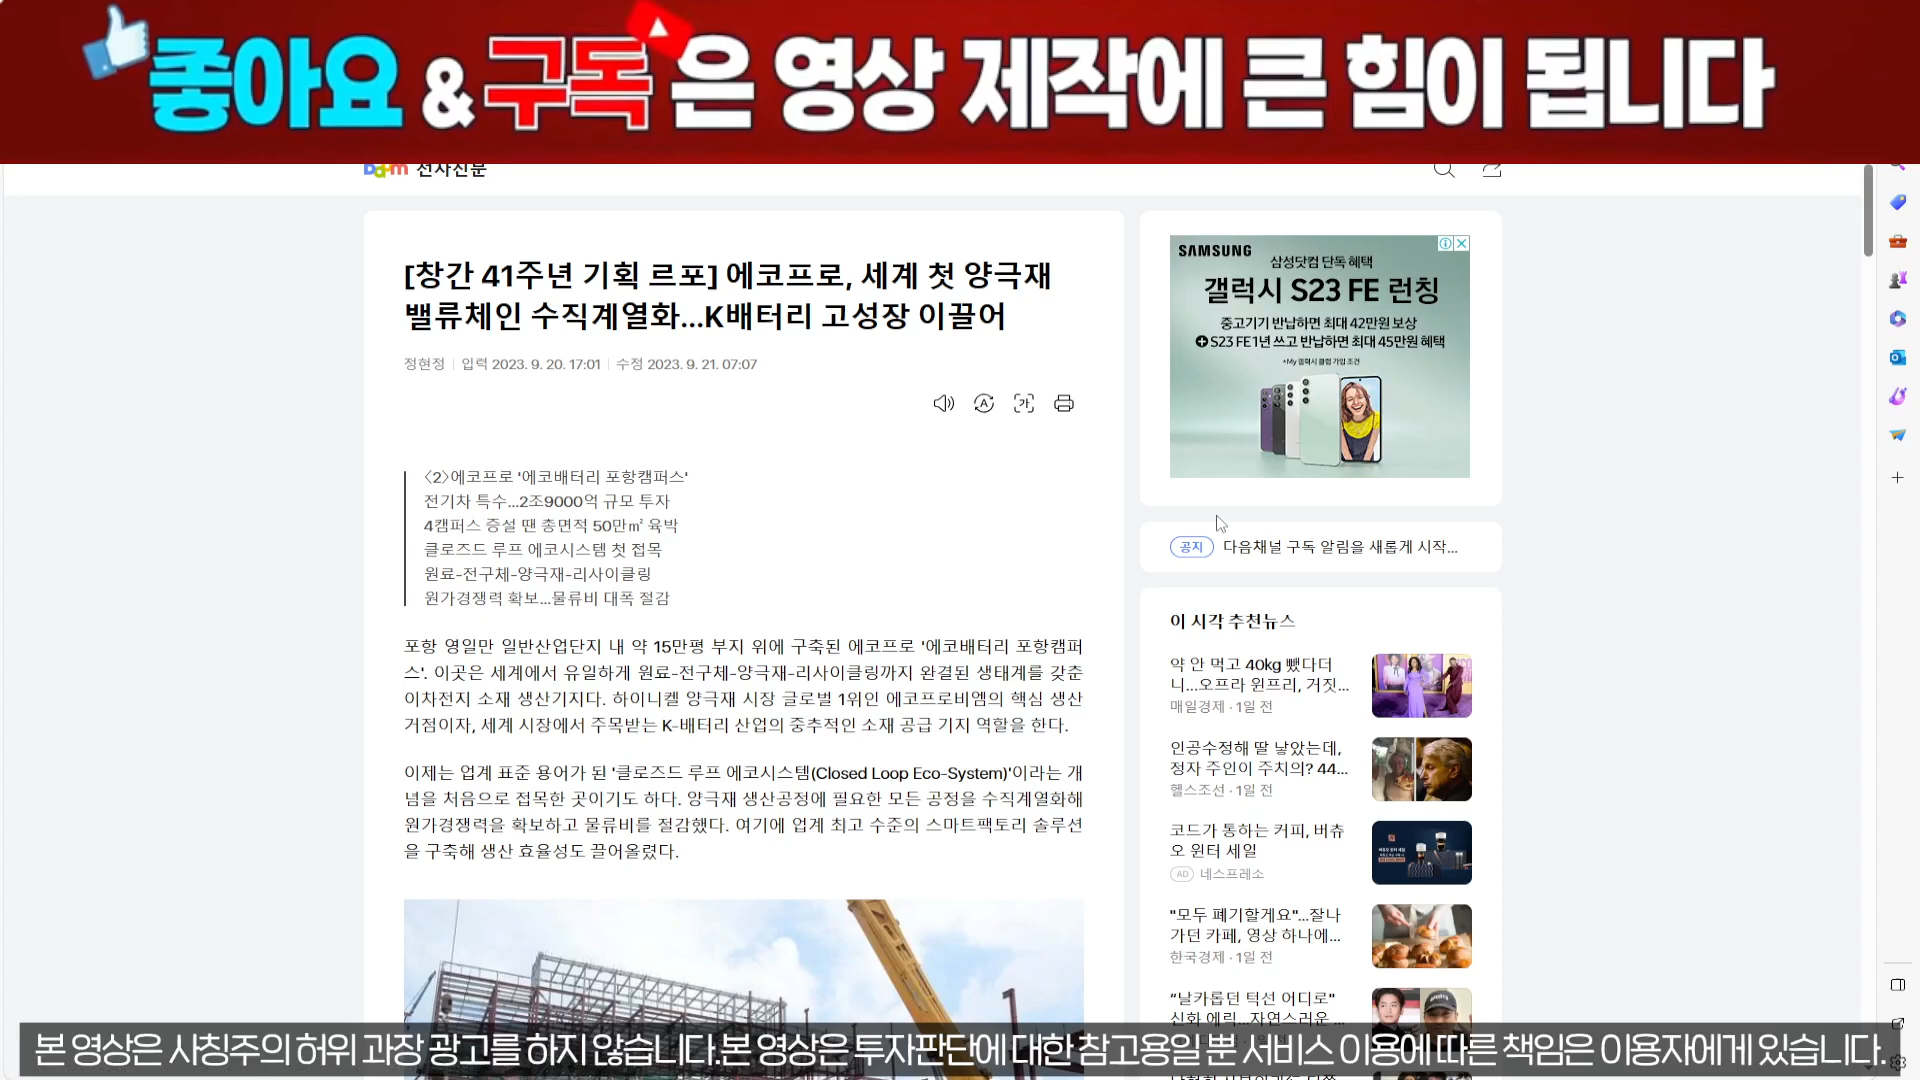 좋아요 & 구독은 영상 제작에 큰 힘이 됩니다
Daum 전자신문
[창간 41주년 기획 르포] 에코프로, 세계 첫 양극재
밸류체인 수직계열화...K배터리 고성장 이끌어
정현정 입력 2023. 9. 20. 17:01 수정 2023. 9. 21. 07:07
〈2〉에코프로 '에코배터리 포항캠퍼스'
전기차 특수...2조9000억 규모 투자
4캠퍼스 증설 땐 총면적 50만㎡ 육박
클로즈드 루프 에코시스템 첫 접목
원료-전구체-양극재-리사이클링
원가경쟁력 확보...물류비 대폭 절감
포항 영일만 일반산업단지 내 약 15만평 부지 위에 구축된 에코프로 '에코배터리 포항캠퍼
스'. 이곳은 세계에서 유일하게 원료-전구체-양극재-리사이클링까지 완결된 생태계를 갖춘
이차전지 소재 생산기지다. 하이니켈 양극재 시장 글로벌 1위인 에코프로비엠의 핵심 생산
거점이자, 세계 시장에서 주목받는 K-배터리 산업의 중추적인 소재 공급 기지 역할을 한다.
이제는 업계 표준 용어가 된 '클로즈드 루프 에코시스템(Closed Loop Eco-System)'이라는 개
념을 처음으로 접목한 곳이기도 하다. 양극재 생산공정에 필요한 모든 공정을 수직계열화해
원가경쟁력을 확보하고 물류비를 절감했다. 여기에 업계 최고 수준의 스마트팩토리 솔루션
을 구축해 생산 효율성도 끌어올렸다.
SAMSUNG
삼성닷컴 단독 혜택
갤럭시 S23 FE 런칭
중고기기 반납하면 최대 42만원 보상
S23 FE 1년 쓰고 반납하면 최대 45만원 혜택
*My 갤럭시 클럽 가입 조건
공지 다음채널 구독 알림을 새롭게 시작...
이 시각 추천뉴스
약 안 먹고 40kg 뺐다더
니...오프라 윈프리, 거짓...
매일경제 · 1일 전
인공수정해 딸 낳았는데,
정자 주인이 주치의? 44...
헬스조선 · 1일 전
코드가 통하는 커피, 버츄
오 윈터 세일
AD 네스프레소
"모두 폐기할게요"...잘나
가던 카페, 영상 하나에...
한국경제 · 1일 전
“날카롭던 턱선 어디로”
신화 에릭...자연스러운 ...
본 영상은 사칭주의 허위 과장 광고를 하지 않습니다.본 영상은 투자판단에 대한 참고용일 뿐 서비스 이용에 따른 책임은 이용자에게 있습니다.